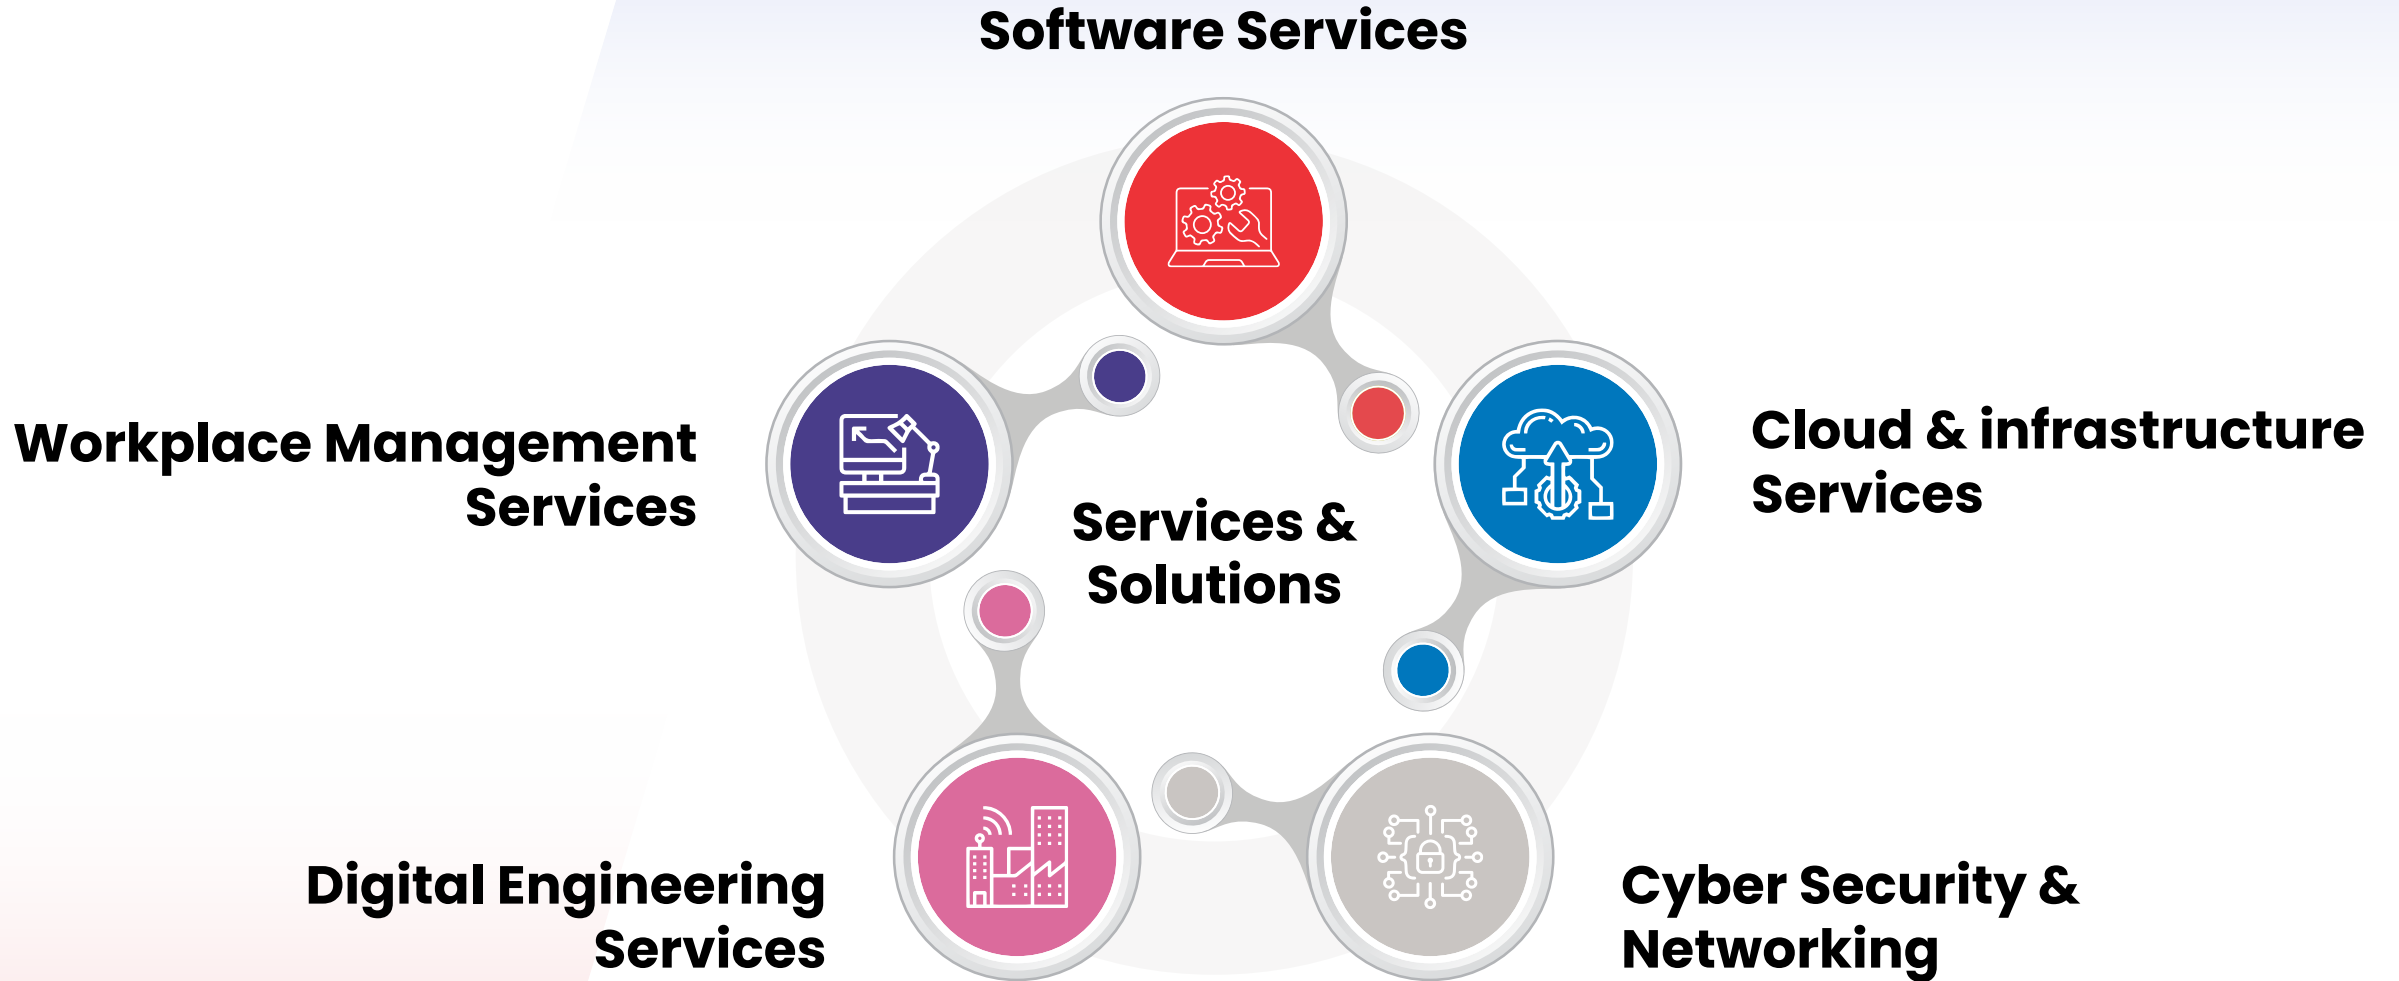 Software Services
Workplace Management
Services
Cloud & infrastructure
Services
Services &
Solutions
Digital Engineering
Services
Cyber Security &
Networking